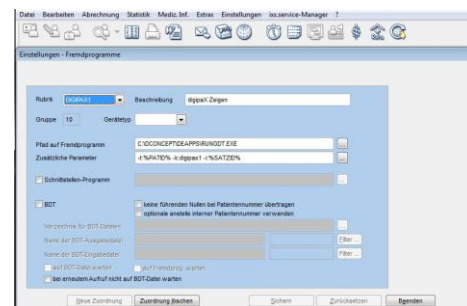 Datei Bearbeiten Abrechnung Statistik Mediz. Inf. Extras Einstellungen ixx.service-Manager ?
Einstellungen - Fremdprogramme
Rubrik DIGIPAX1 Beschreibung digipaX Zeigen
Gruppe 10 Gerätetyp
Pfad auf Fremdprogramm C:\DCONCEPT\DEAPPS\RUNGDT.EXE ...
Zusätzliche Parameter -t:%PATID% -k:digipax1 -i:%SATZID% ...
Schnittstellen-Programm ...
BDT keine führenden Nullen bei Patientennummer übertragen
optionale anstelle interner Patientennummer verwenden
Verzeichnis für BDT-Dateien ...
Name der BDT-Ausgabedatei Filter ...
Name der BDT-Eingabedatei Filter ...
auf BDT-Datei warten auf Fremdprog. warten
bei erneutem Aufruf nicht auf BDT-Datei warten
Neue Zuordnung Zuordnung löschen Sichern Zurücksetzen Beenden